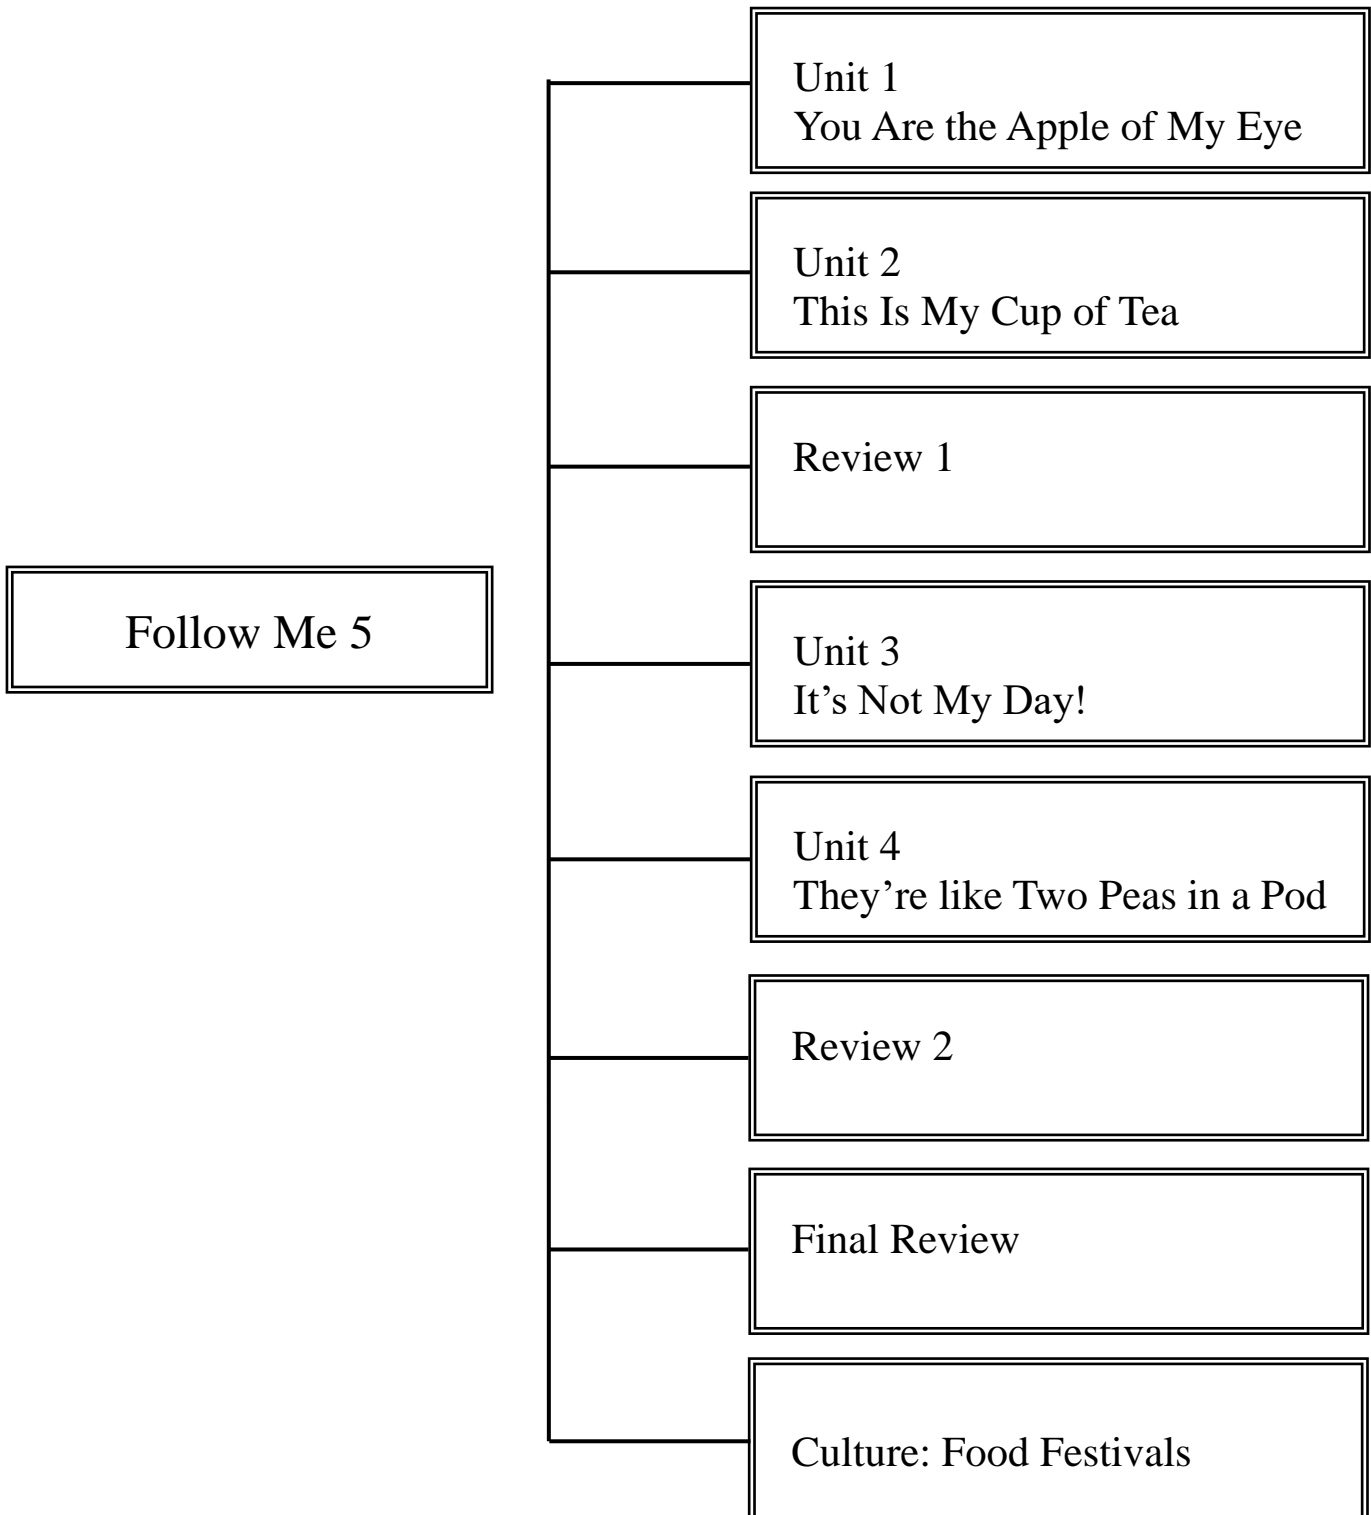 Follow Me 5
Unit 1
You Are the Apple of My Eye
Unit 2
This Is My Cup of Tea
Review 1
Unit 3
It’s Not My Day!
Unit 4
They’re like Two Peas in a Pod
Review 2
Final Review
Culture: Food Festivals